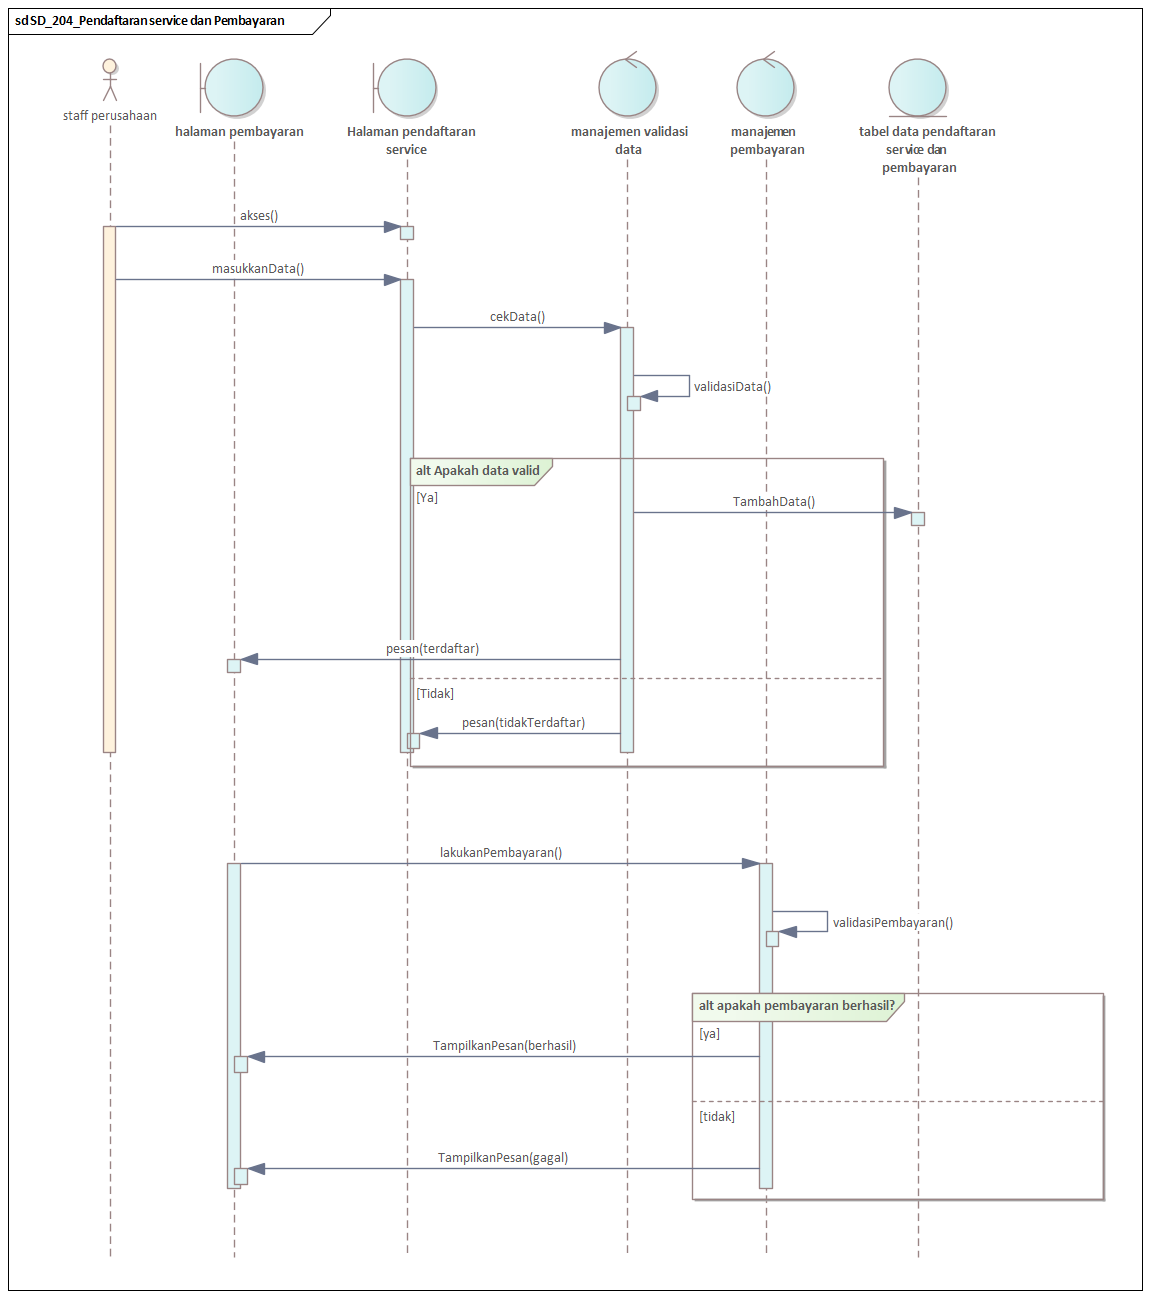 sd SD_204_Pendaftaran service dan Pembayaran
staff perusahaan
halaman pembayaran
Halaman pendaftaran
service
manajemen validasi
data
manajemen
pembayaran
tabel data pendaftaran
service dan
pembayaran
akses()
masukkanData()
cekData()
validasiData()
alt Apakah data valid
[Ya]
TambahData()
pesan(terdaftar)
[Tidak]
pesan(tidakTerdaftar)
lakukanPembayaran()
validasiPembayaran()
alt apakah pembayaran berhasil?
[ya]
TampilkanPesan(berhasil)
[tidak]
TampilkanPesan(gagal)